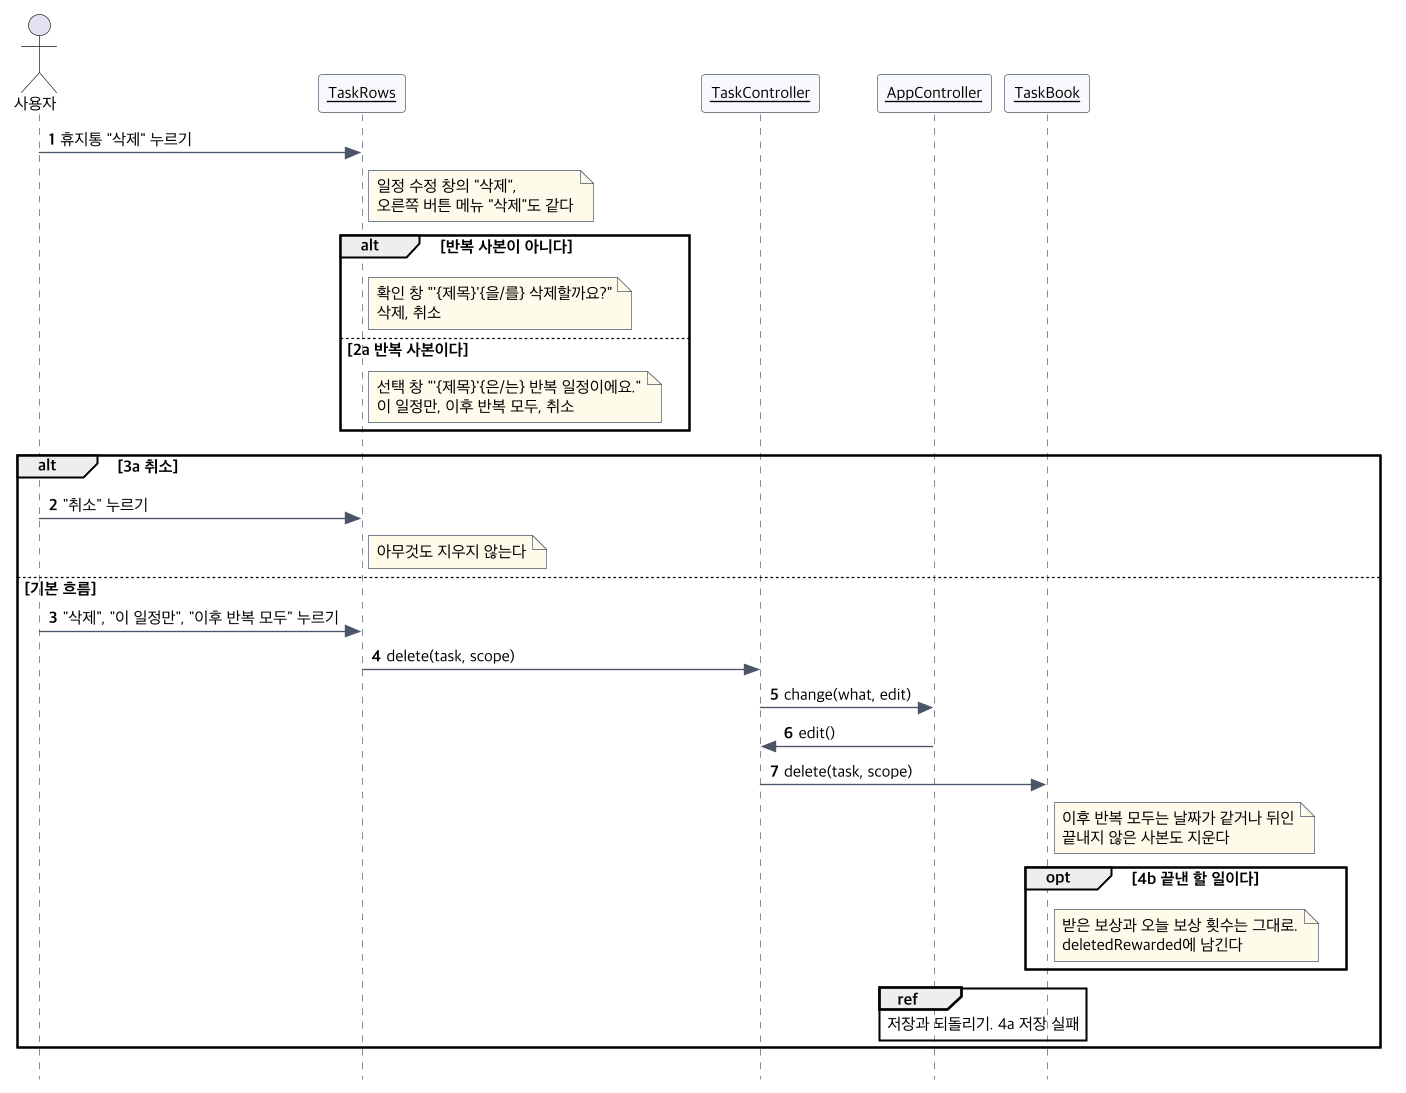 사용자
TaskRows
TaskController
AppController
TaskBook
1 휴지통 "삭제" 누르기
일정 수정 창의 "삭제",
오른쪽 버튼 메뉴 "삭제"도 같다
alt [반복 사본이 아니다]
확인 창 "'{제목}'{을/를} 삭제할까요?"
삭제, 취소
[2a 반복 사본이다]
선택 창 "'{제목}'{은/는} 반복 일정이에요."
이 일정만, 이후 반복 모두, 취소
alt [3a 취소]
2 "취소" 누르기
아무것도 지우지 않는다
[기본 흐름]
3 "삭제", "이 일정만", "이후 반복 모두" 누르기
4 delete(task, scope)
5 change(what, edit)
6 edit()
7 delete(task, scope)
이후 반복 모두는 날짜가 같거나 뒤인
끝내지 않은 사본도 지운다
opt [4b 끝낸 할 일이다]
받은 보상과 오늘 보상 횟수는 그대로.
deletedRewarded에 남긴다
ref
저장과 되돌리기. 4a 저장 실패